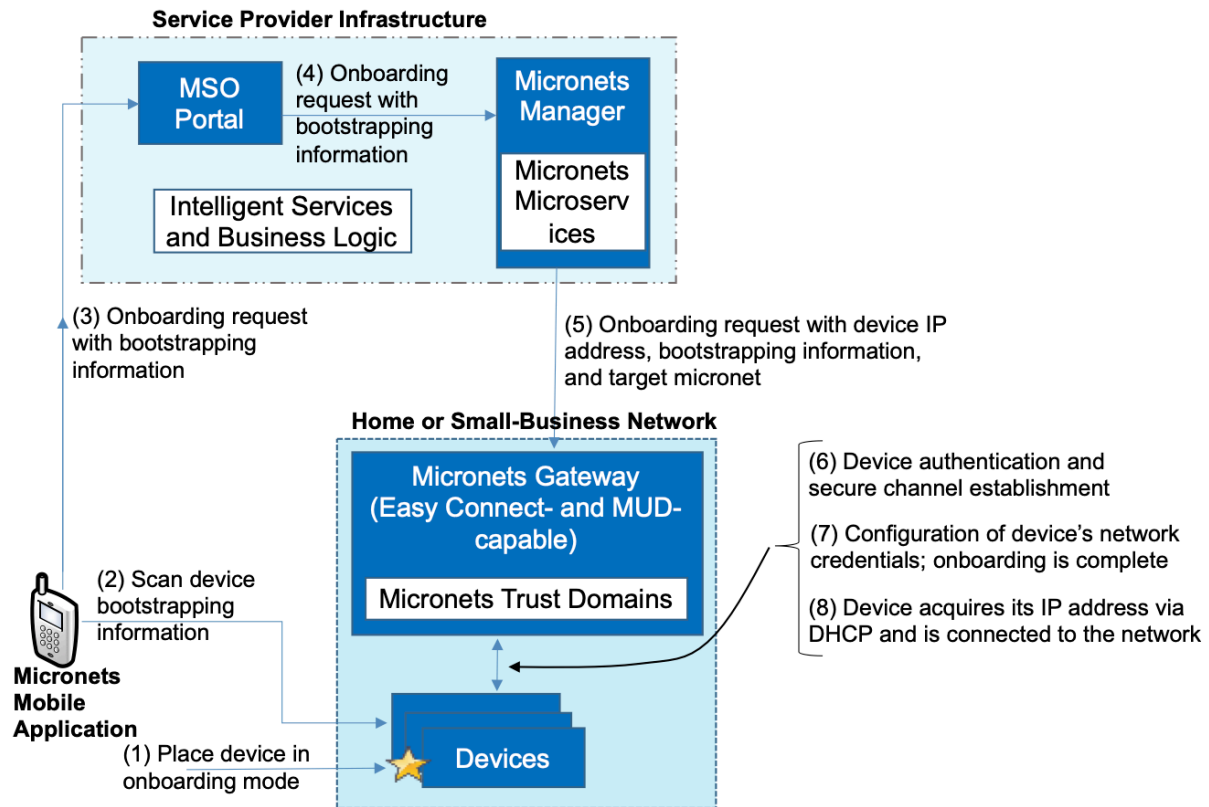 Service Provider Infrastructure
MSO
Portal
(4) Onboarding
request with
bootstrapping
information
Micronets
Manager
Micronets
Microserv
ices
Intelligent Services
and Business Logic
(3) Onboarding request
with bootstrapping
information
(5) Onboarding request with device IP
address, bootstrapping information,
and target micronet
Home or Small-Business Network
Micronets Gateway
(Easy Connect- and MUD-
capable)
Micronets Trust Domains
(6) Device authentication and
secure channel establishment
(7) Configuration of device’s network
credentials; onboarding is complete
(8) Device acquires its IP address via
DHCP and is connected to the network
(2) Scan device
bootstrapping
information
Micronets
Mobile
Application
(1) Place device in
onboarding mode
Devices